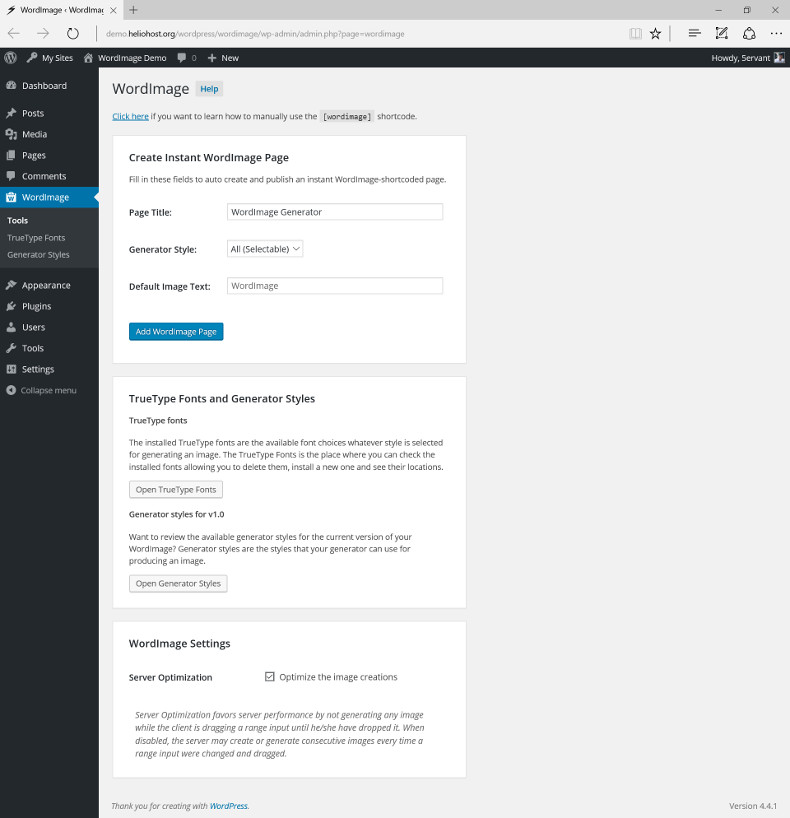 WordImage ‹ WordImag
demo.heliohost.org/wordpress/wordimage/wp-admin/admin.php?page=wordimage
My Sites WordImage Demo 0 + New Howdy, Servant
Dashboard
Posts
Media
Pages
Comments
WordImage
Tools
TrueType Fonts
Generator Styles
Appearance
Plugins
Users
Tools
Settings
Collapse menu
WordImage Help
Click here if you want to learn how to manually use the [wordimage] shortcode.
Create Instant WordImage Page
Fill in these fields to auto create and publish an instant WordImage-shortcoded page.
Page Title: WordImage Generator
Generator Style: All (Selectable)
Default Image Text: WordImage
Add WordImage Page
TrueType Fonts and Generator Styles
TrueType fonts
The installed TrueType fonts are the available font choices whatever style is selected
for generating an image. The TrueType Fonts is the place where you can check the
installed fonts allowing you to delete them, install a new one and see their locations.
Open TrueType Fonts
Generator styles for v1.0
Want to review the available generator styles for the current version of your
WordImage? Generator styles are the styles that your generator can use for
producing an image.
Open Generator Styles
WordImage Settings
Server Optimization Optimize the image creations
Server Optimization favors server performance by not generating any image
while the client is dragging a range input until he/she have dropped it. When
disabled, the server may create or generate consecutive images every time a
range input were changed and dragged.
Thank you for creating with WordPress. Version 4.4.1